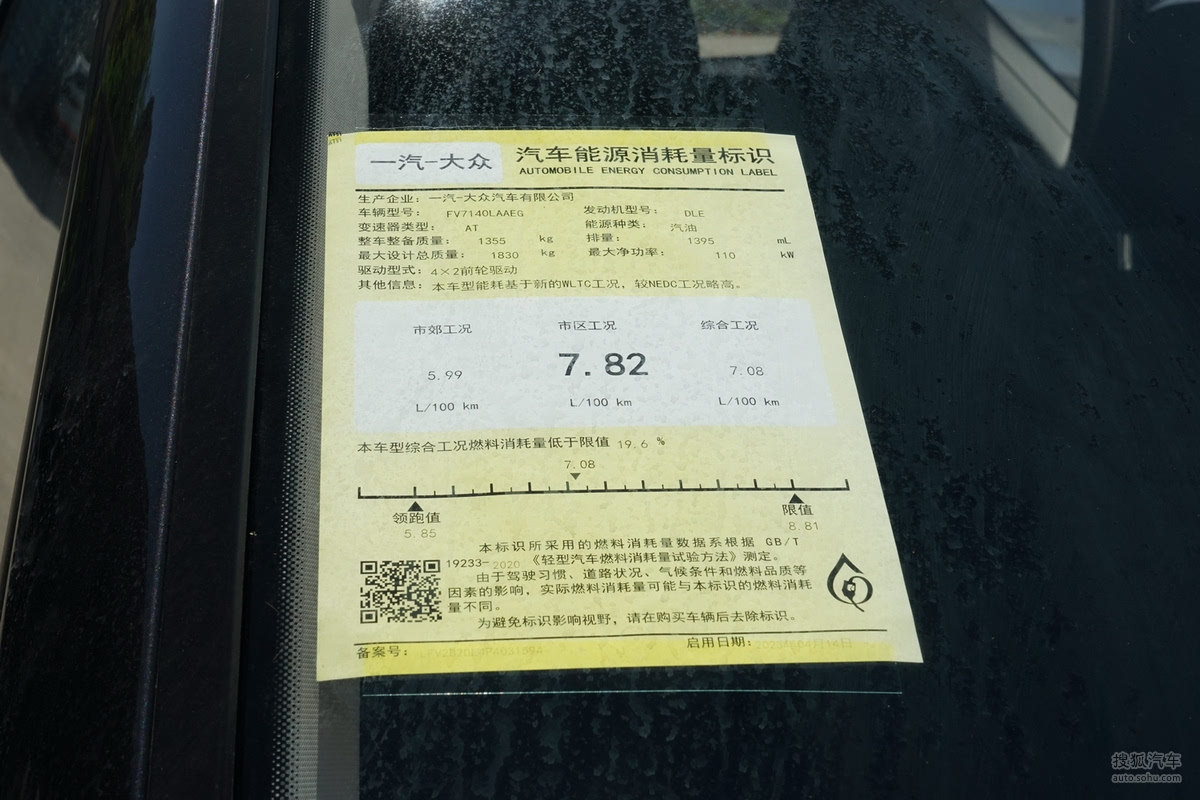 一汽-大众 汽车能源消耗量标识
AUTOMOBILE ENERGY CONSUMPTION LABEL
生产企业：一汽-大众汽车有限公司
车辆型号： FV7140LAAEG 发动机型号： DLE
变速器类型： AT 能源种类： 汽油
整车整备质量： 1355 kg 排量： 1395 mL
最大设计总质量： 1830 kg 最大净功率： 110 kW
驱动型式：4×2前轮驱动
其他信息：本车型能耗基于新的WLTC工况，较NEDC工况略高。
市郊工况 市区工况 综合工况
5.99 7.82 7.08
L/100 km L/100 km L/100 km
本车型综合工况燃料消耗量低于限值 19.6 %
7.08
领跑值 限值
5.85 8.81
本标识所采用的燃料消耗量数据系根据 GB/T
19233-2020《轻型汽车燃料消耗量试验方法》测定。
由于驾驶习惯、道路状况、气候条件和燃料品质等
因素的影响，实际燃料消耗量可能与本标识的燃料消耗
量不同。
为避免标识影响视野，请在购买车辆后去除标识。
备案号： 启用日期：
搜狐汽车
auto.sohu.com